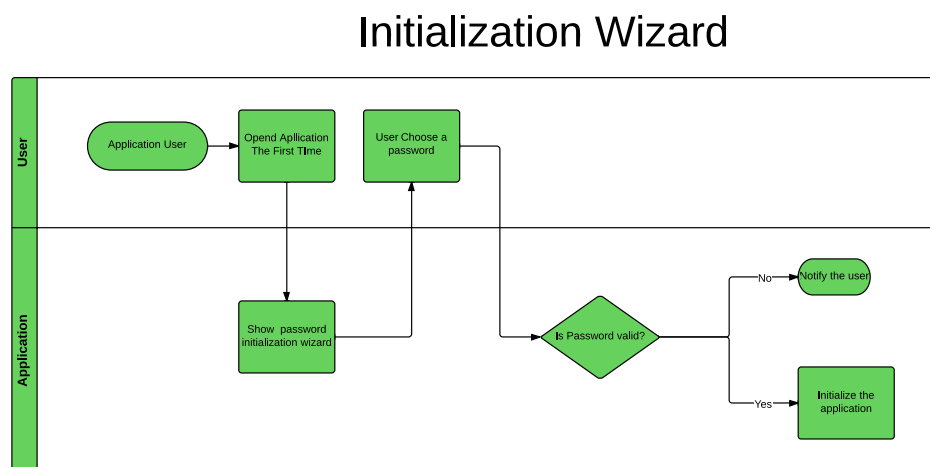 Initialization Wizard
User
Application User
Opend Apllication
The First TIme
User Choose a
password
Application
Show password
initialization wizard
Is Password valid?
No
Notify the user
Yes
Initialize the
application